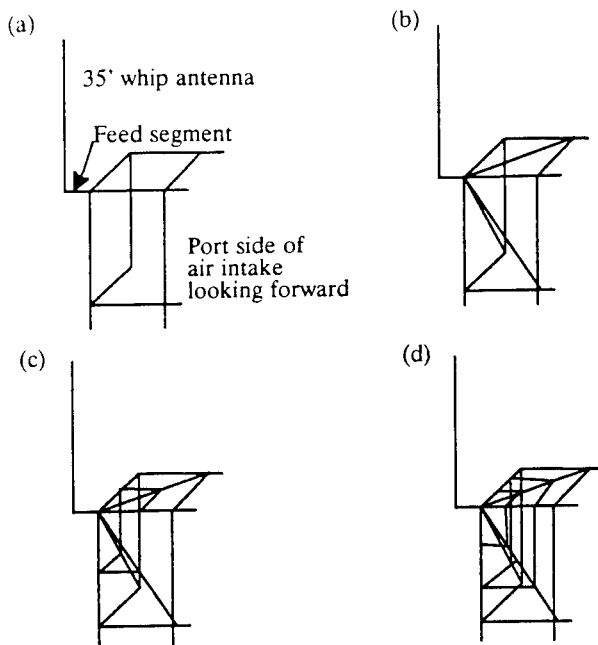 (a)
(b)
35' whip antenna
Feed segment
Port side of
air intake
looking forward
(c)
(d)